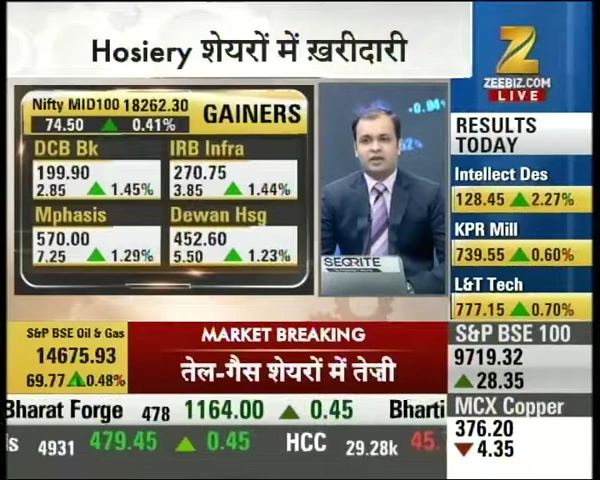 Hosiery शेयरों में ख़रीदारी
ZEEBIZ.COM
LIVE
Nifty MID100 18262.30
74.50 0.41%
GAINERS
DCB Bk
199.90
2.85 1.45%
IRB Infra
270.75
3.85 1.44%
Mphasis
570.00
7.25 1.29%
Dewan Hsg
452.60
5.50 1.23%
SECRITE
RESULTS
TODAY
Intellect Des
128.45 2.27%
KPR Mill
739.55 0.60%
L&T Tech
777.15 0.70%
S&P BSE Oil & Gas
14675.93
69.77 0.48%
MARKET BREAKING
तेल-गैस शेयरों में तेजी
S&P BSE 100
9719.32
28.35
MCX Copper
376.20
4.35
Bharat Forge 478 1164.00 0.45 Bharti
4931 479.45 0.45 HCC 29.28k 45.